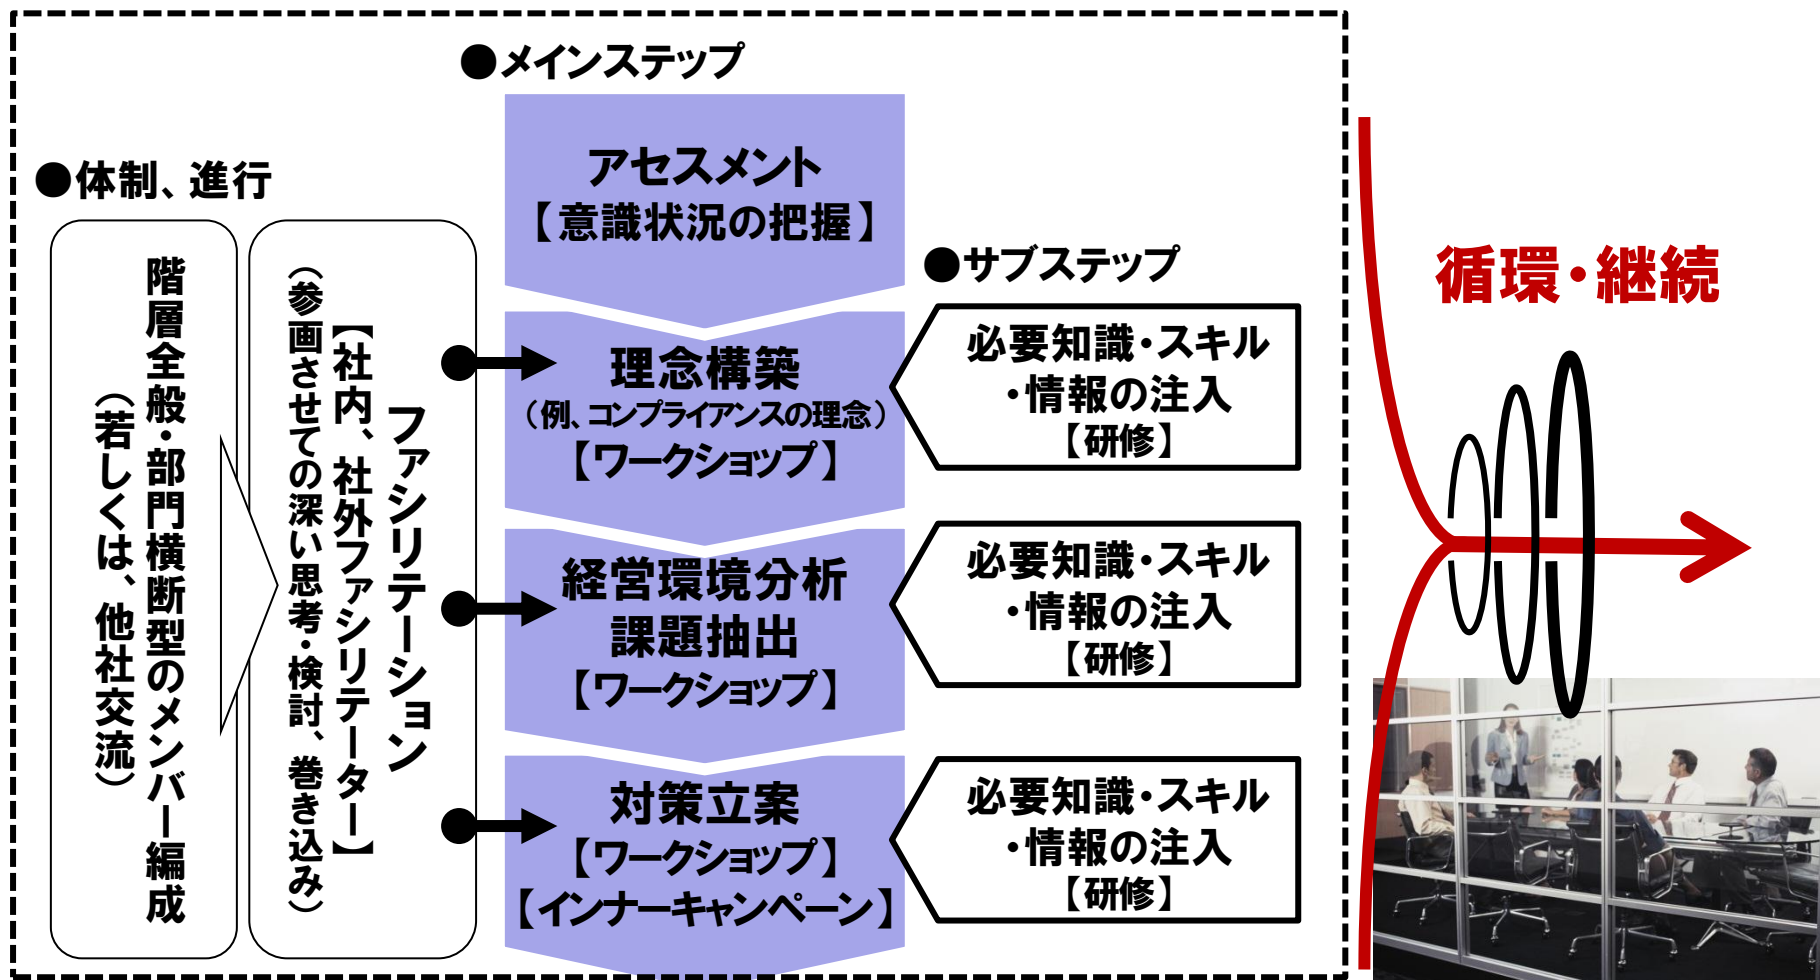 ●メインステップ
●体制、進行
階層全般・部門横断型のメンバー編成
（若しくは、他社交流）
ファシリテーション
【社内、社外ファシリテーター】
（参画させての深い思考・検討、巻き込み）
アセスメント
【意識状況の把握】
理念構築
（例、コンプライアンスの理念）
【ワークショップ】
経営環境分析
課題抽出
【ワークショップ】
対策立案
【ワークショップ】
【インナーキャンペーン】
●サブステップ
必要知識・スキル
・情報の注入
【研修】
必要知識・スキル
・情報の注入
【研修】
必要知識・スキル
・情報の注入
【研修】
循環・継続